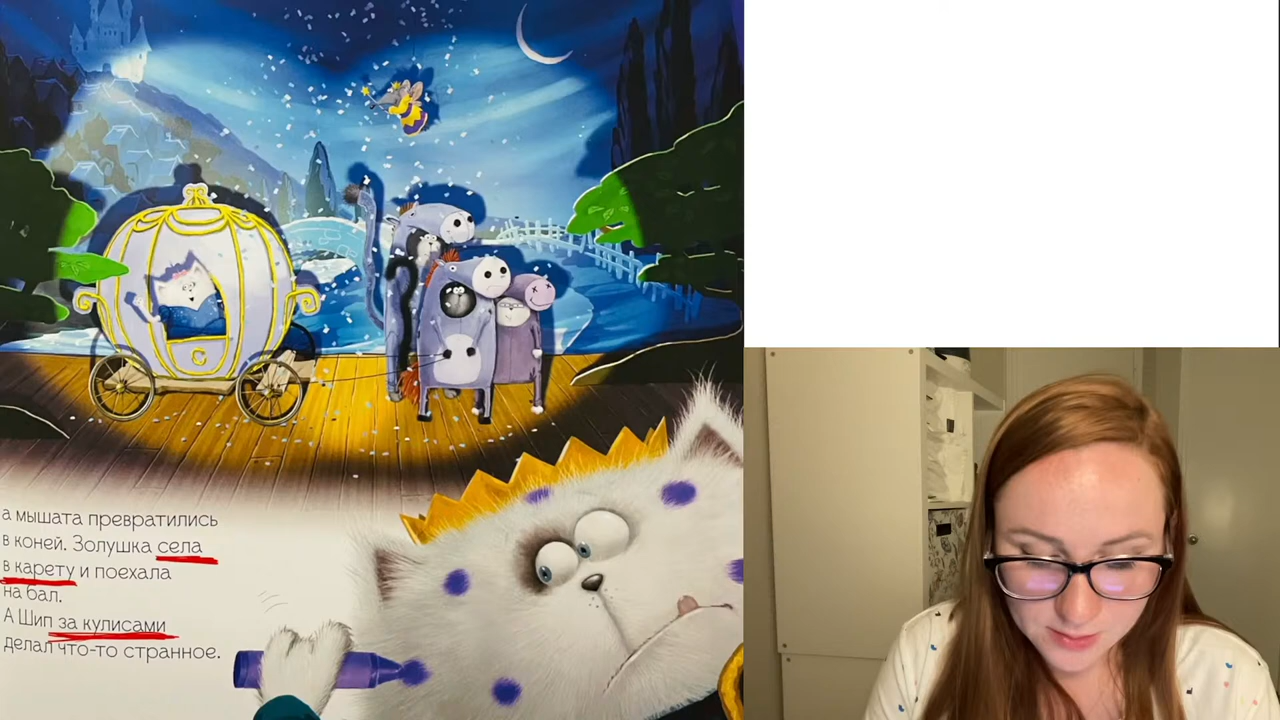 а мышата превратились
в коней. Золушка села
в карету и поехала
на бал.
А Шип за кулисами
делал что-то странное.
С